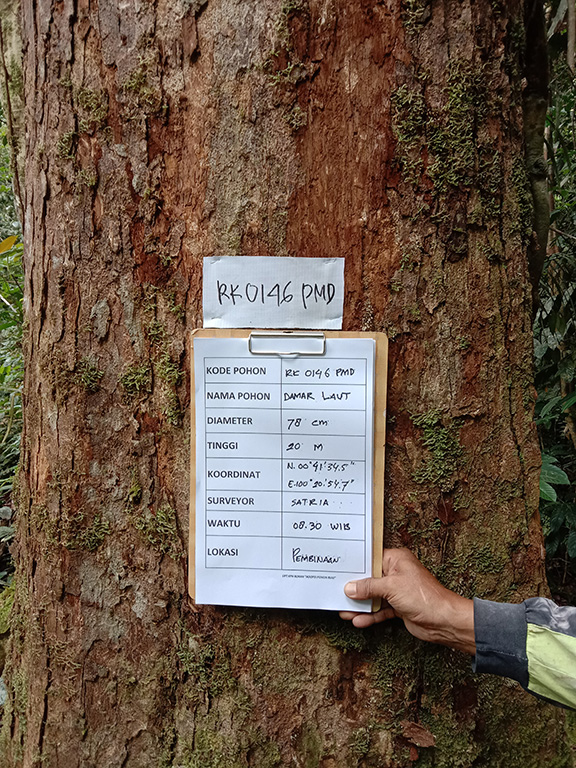 RK 0146 PMD
KODE POHON RK 0146 PMD
NAMA POHON DAMAR LAUT
DIAMETER 78 cm
TINGGI 20 M
KOORDINAT N. 00°41'34.5"
E.100°20'.54.7"
SURVEYOR SATRIA
WAKTU 08.30 WIB
LOKASI PEMBINAAN